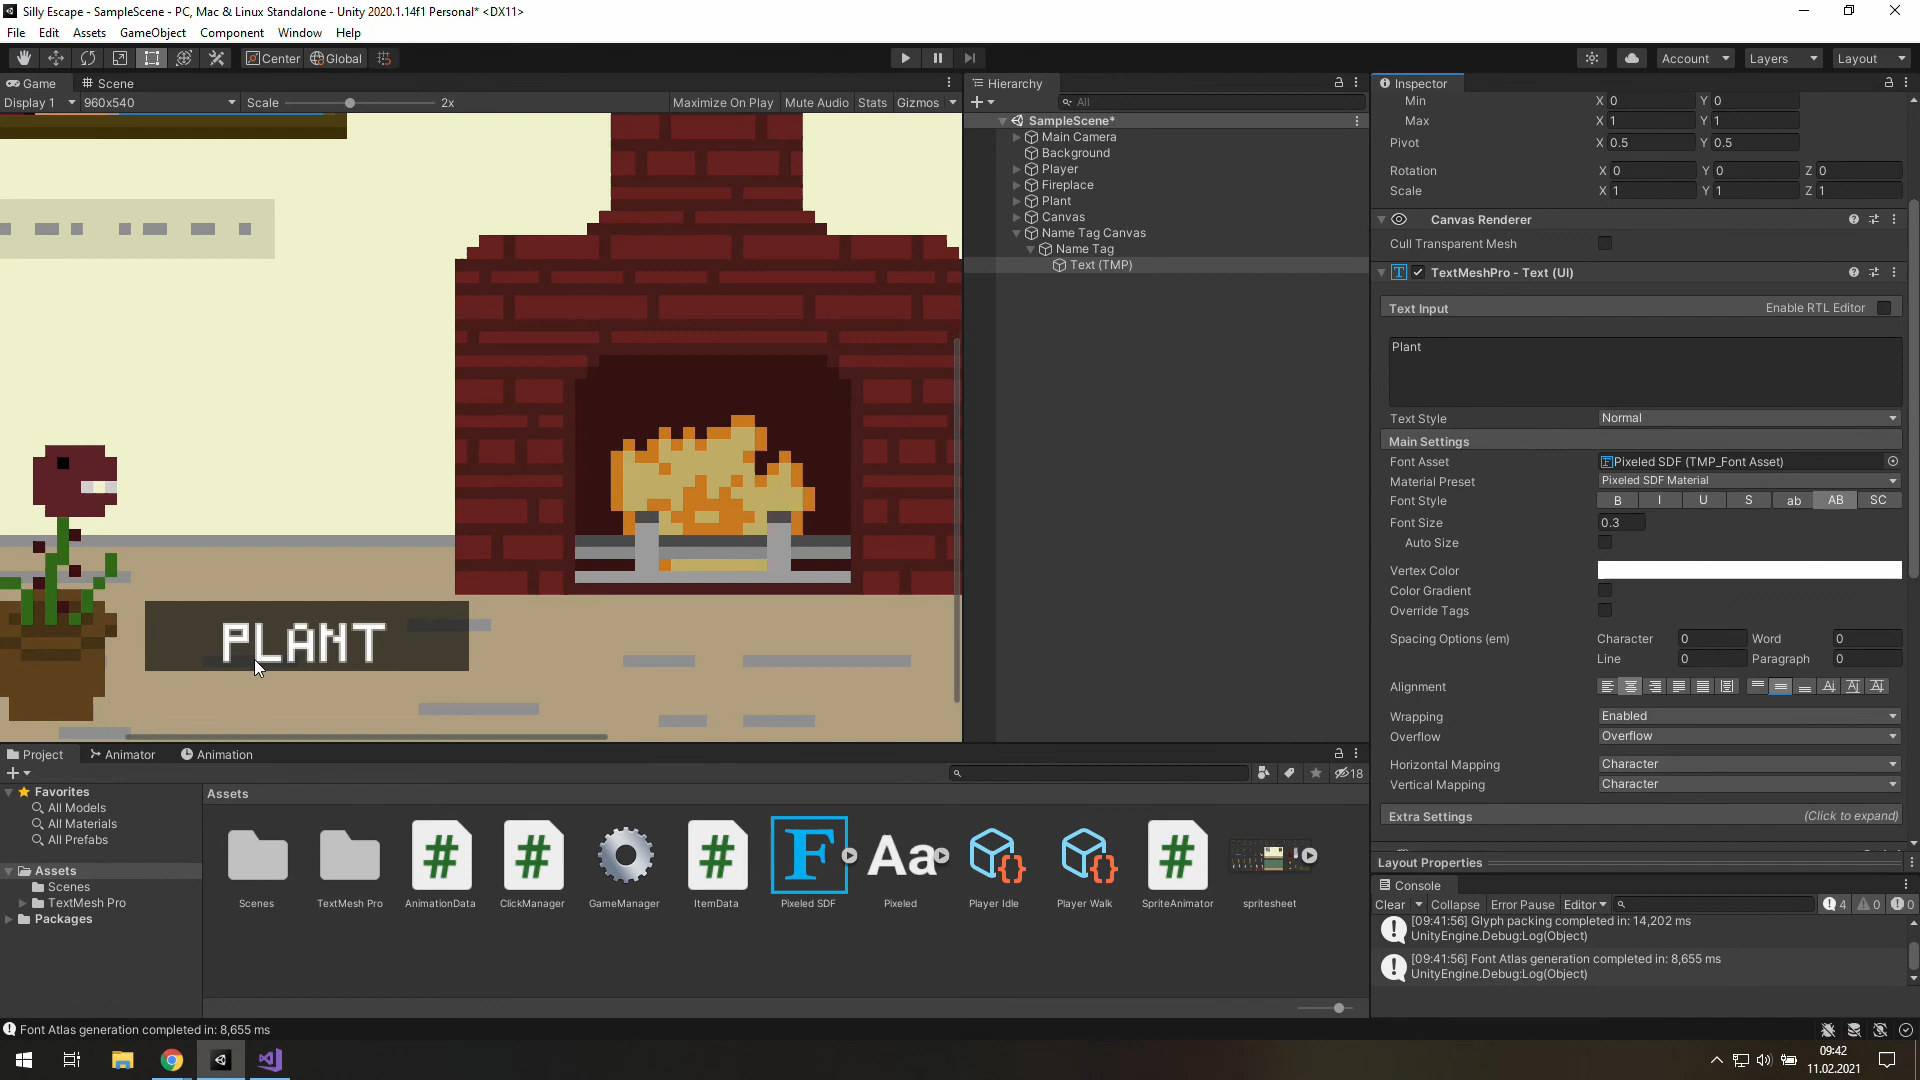 Silly Escape - SampleScene - PC, Mac & Linux Standalone - Unity 2020.1.14f1 Personal* <DX11>
File Edit Assets GameObject Component Window Help
Center Global Account Layers Layout
Game Scene
Display 1 960x540 Scale 2x Maximize On Play Mute Audio Stats Gizmos
PLANT
Hierarchy
All
SampleScene*
Main Camera
Background
Player
Fireplace
Plant
Canvas
Name Tag Canvas
Name Tag
Text (TMP)
Inspector
Min X 0 Y 0
Max X 1 Y 1
Pivot X 0.5 Y 0.5
Rotation X 0 Y 0 Z 0
Scale X 1 Y 1 Z 1
Canvas Renderer
Cull Transparent Mesh
TextMeshPro - Text (UI)
Text Input Enable RTL Editor
Plant
Text Style Normal
Main Settings
Font Asset Pixeled SDF (TMP_Font Asset)
Material Preset Pixeled SDF Material
Font Style B I U S ab AB SC
Font Size 0.3
Auto Size
Vertex Color
Color Gradient
Override Tags
Spacing Options (em) Character 0 Word 0
Line 0 Paragraph 0
Alignment
Wrapping Enabled
Overflow Overflow
Horizontal Mapping Character
Vertical Mapping Character
Extra Settings (Click to expand)
Layout Properties
Console
Clear Collapse Error Pause Editor 4 0 0
[09:41:56] Glyph packing completed in: 14,202 ms
UnityEngine.Debug:Log(Object)
[09:41:56] Font Atlas generation completed in: 8,655 ms
UnityEngine.Debug:Log(Object)
Project Animator Animation
18
Favorites
All Models
All Materials
All Prefabs
Assets
Scenes
TextMesh Pro
Packages
Assets
Scenes TextMesh Pro AnimationData ClickManager GameManager ItemData Pixeled SDF Pixeled Player Idle Player Walk SpriteAnimator spritesheet
Font Atlas generation completed in: 8,655 ms
09:42
11.02.2021